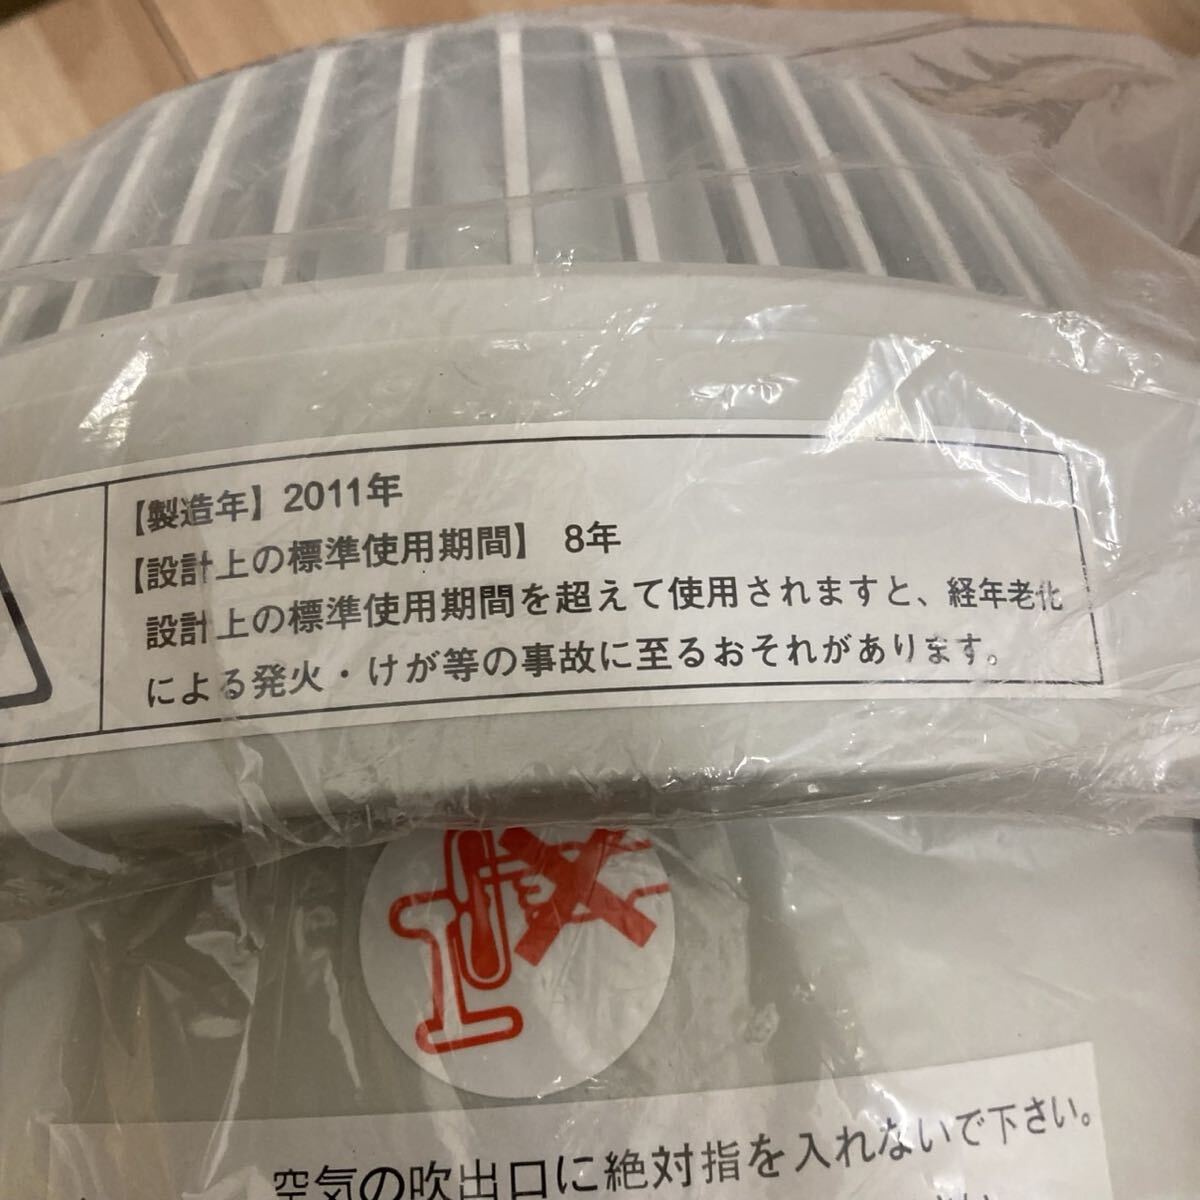 【製造年】2011年
【設計上の標準使用期間】 8年
設計上の標準使用期間を超えて使用されますと、経年劣化
による発火・けが等の事故に至るおそれがあります。
空気の吹出口に絶対指を入れないで下さい。